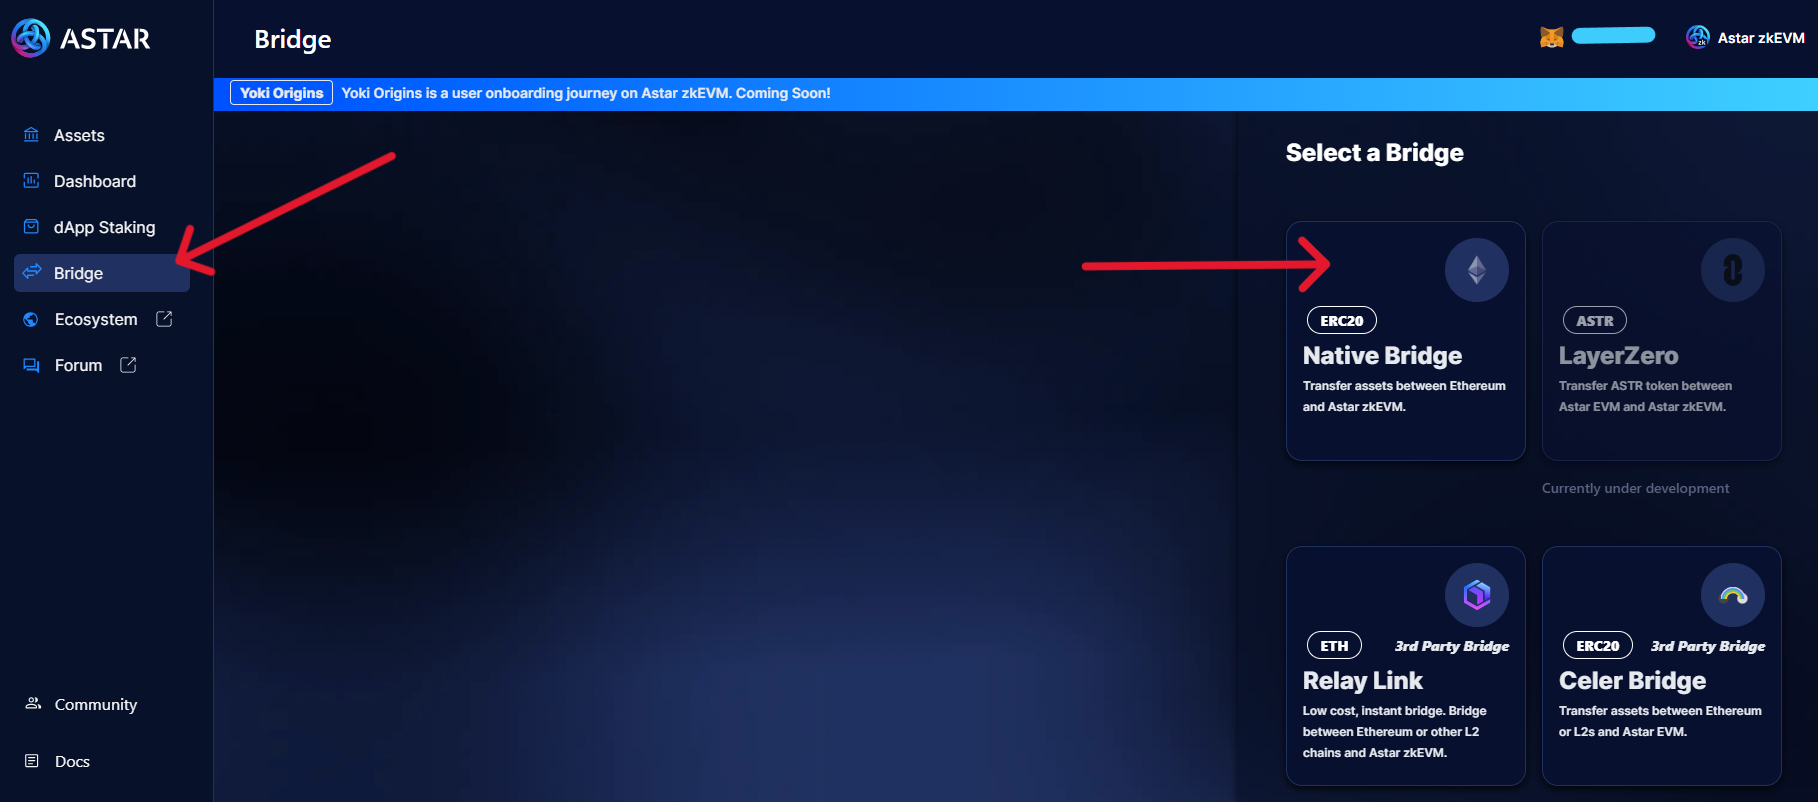 ASTAR
Bridge
Astar zkEVM
Yoki Origins
Yoki Origins is a user onboarding journey on Astar zkEVM. Coming Soon!
Assets
Dashboard
dApp Staking
Bridge
Ecosystem
Forum
Community
Docs
Select a Bridge
ERC20
Native Bridge
Transfer assets between Ethereum
and Astar zkEVM.
ASTR
LayerZero
Transfer ASTR token between
Astar EVM and Astar zkEVM.
Currently under development
ETH
3rd Party Bridge
Relay Link
Low cost, instant bridge. Bridge
between Ethereum or other L2
chains and Astar zkEVM.
ERC20
3rd Party Bridge
Celer Bridge
Transfer assets between Ethereum
or L2s and Astar EVM.